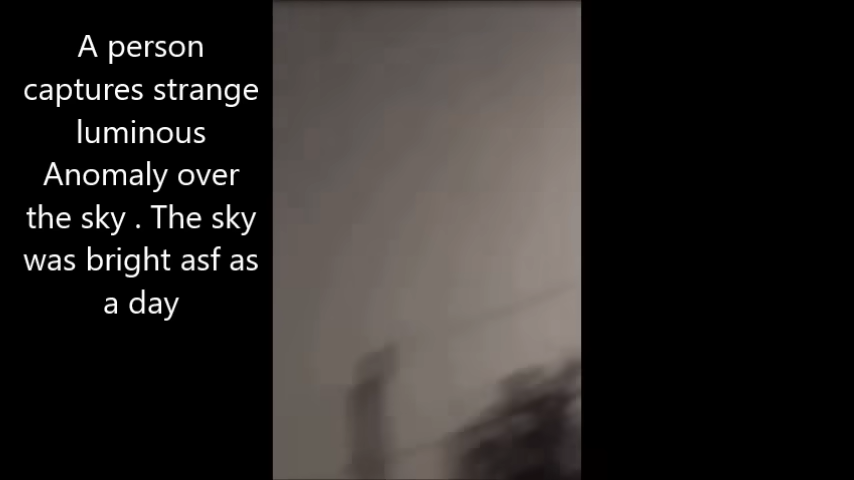 A person
captures strange
luminous
Anomaly over
the sky . The sky
was bright asf as
a day